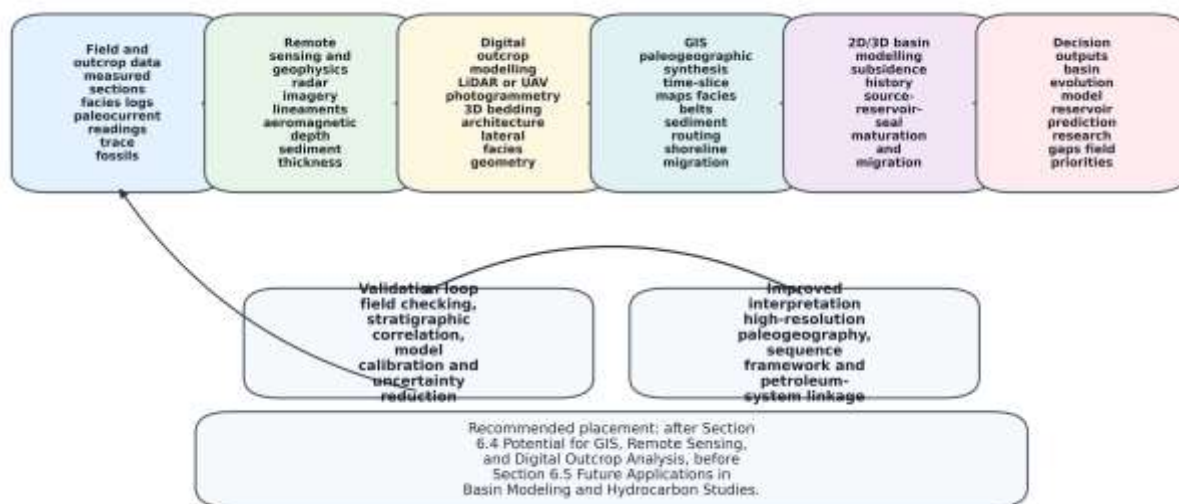 Field and
outcrop data
measured
sections
facies logs
paleocurrent
readings
trace
fossils
Remote
sensing and
geophysics
radar
imagery
lineaments
aeromagnetic
depth
sediment
thickness
Digital
outcrop
modelling
LiDAR or UAV
photogrammetry
3D bedding
architecture
lateral
facies
geometry
GIS
paleogeographic
synthesis
time-slice
maps facies
belts
sediment
routing
shoreline
migration
2D/3D basin
modelling
subsidence
history
source-
reservoir-
seal
maturation
and
migration
Decision
outputs
basin
evolution
model
reservoir
prediction
research
gaps field
priorities
Validation loop
field checking,
stratigraphic
correlation,
model
calibration and
uncertainty
reduction
Improved
interpretation
high-resolution
paleogeography,
sequence
framework and
petroleum-
system linkage
Recommended placement: after Section
6.4 Potential for GIS, Remote Sensing,
and Digital Outcrop Analysis, before
Section 6.5 Future Applications in
Basin Modeling and Hydrocarbon Studies.